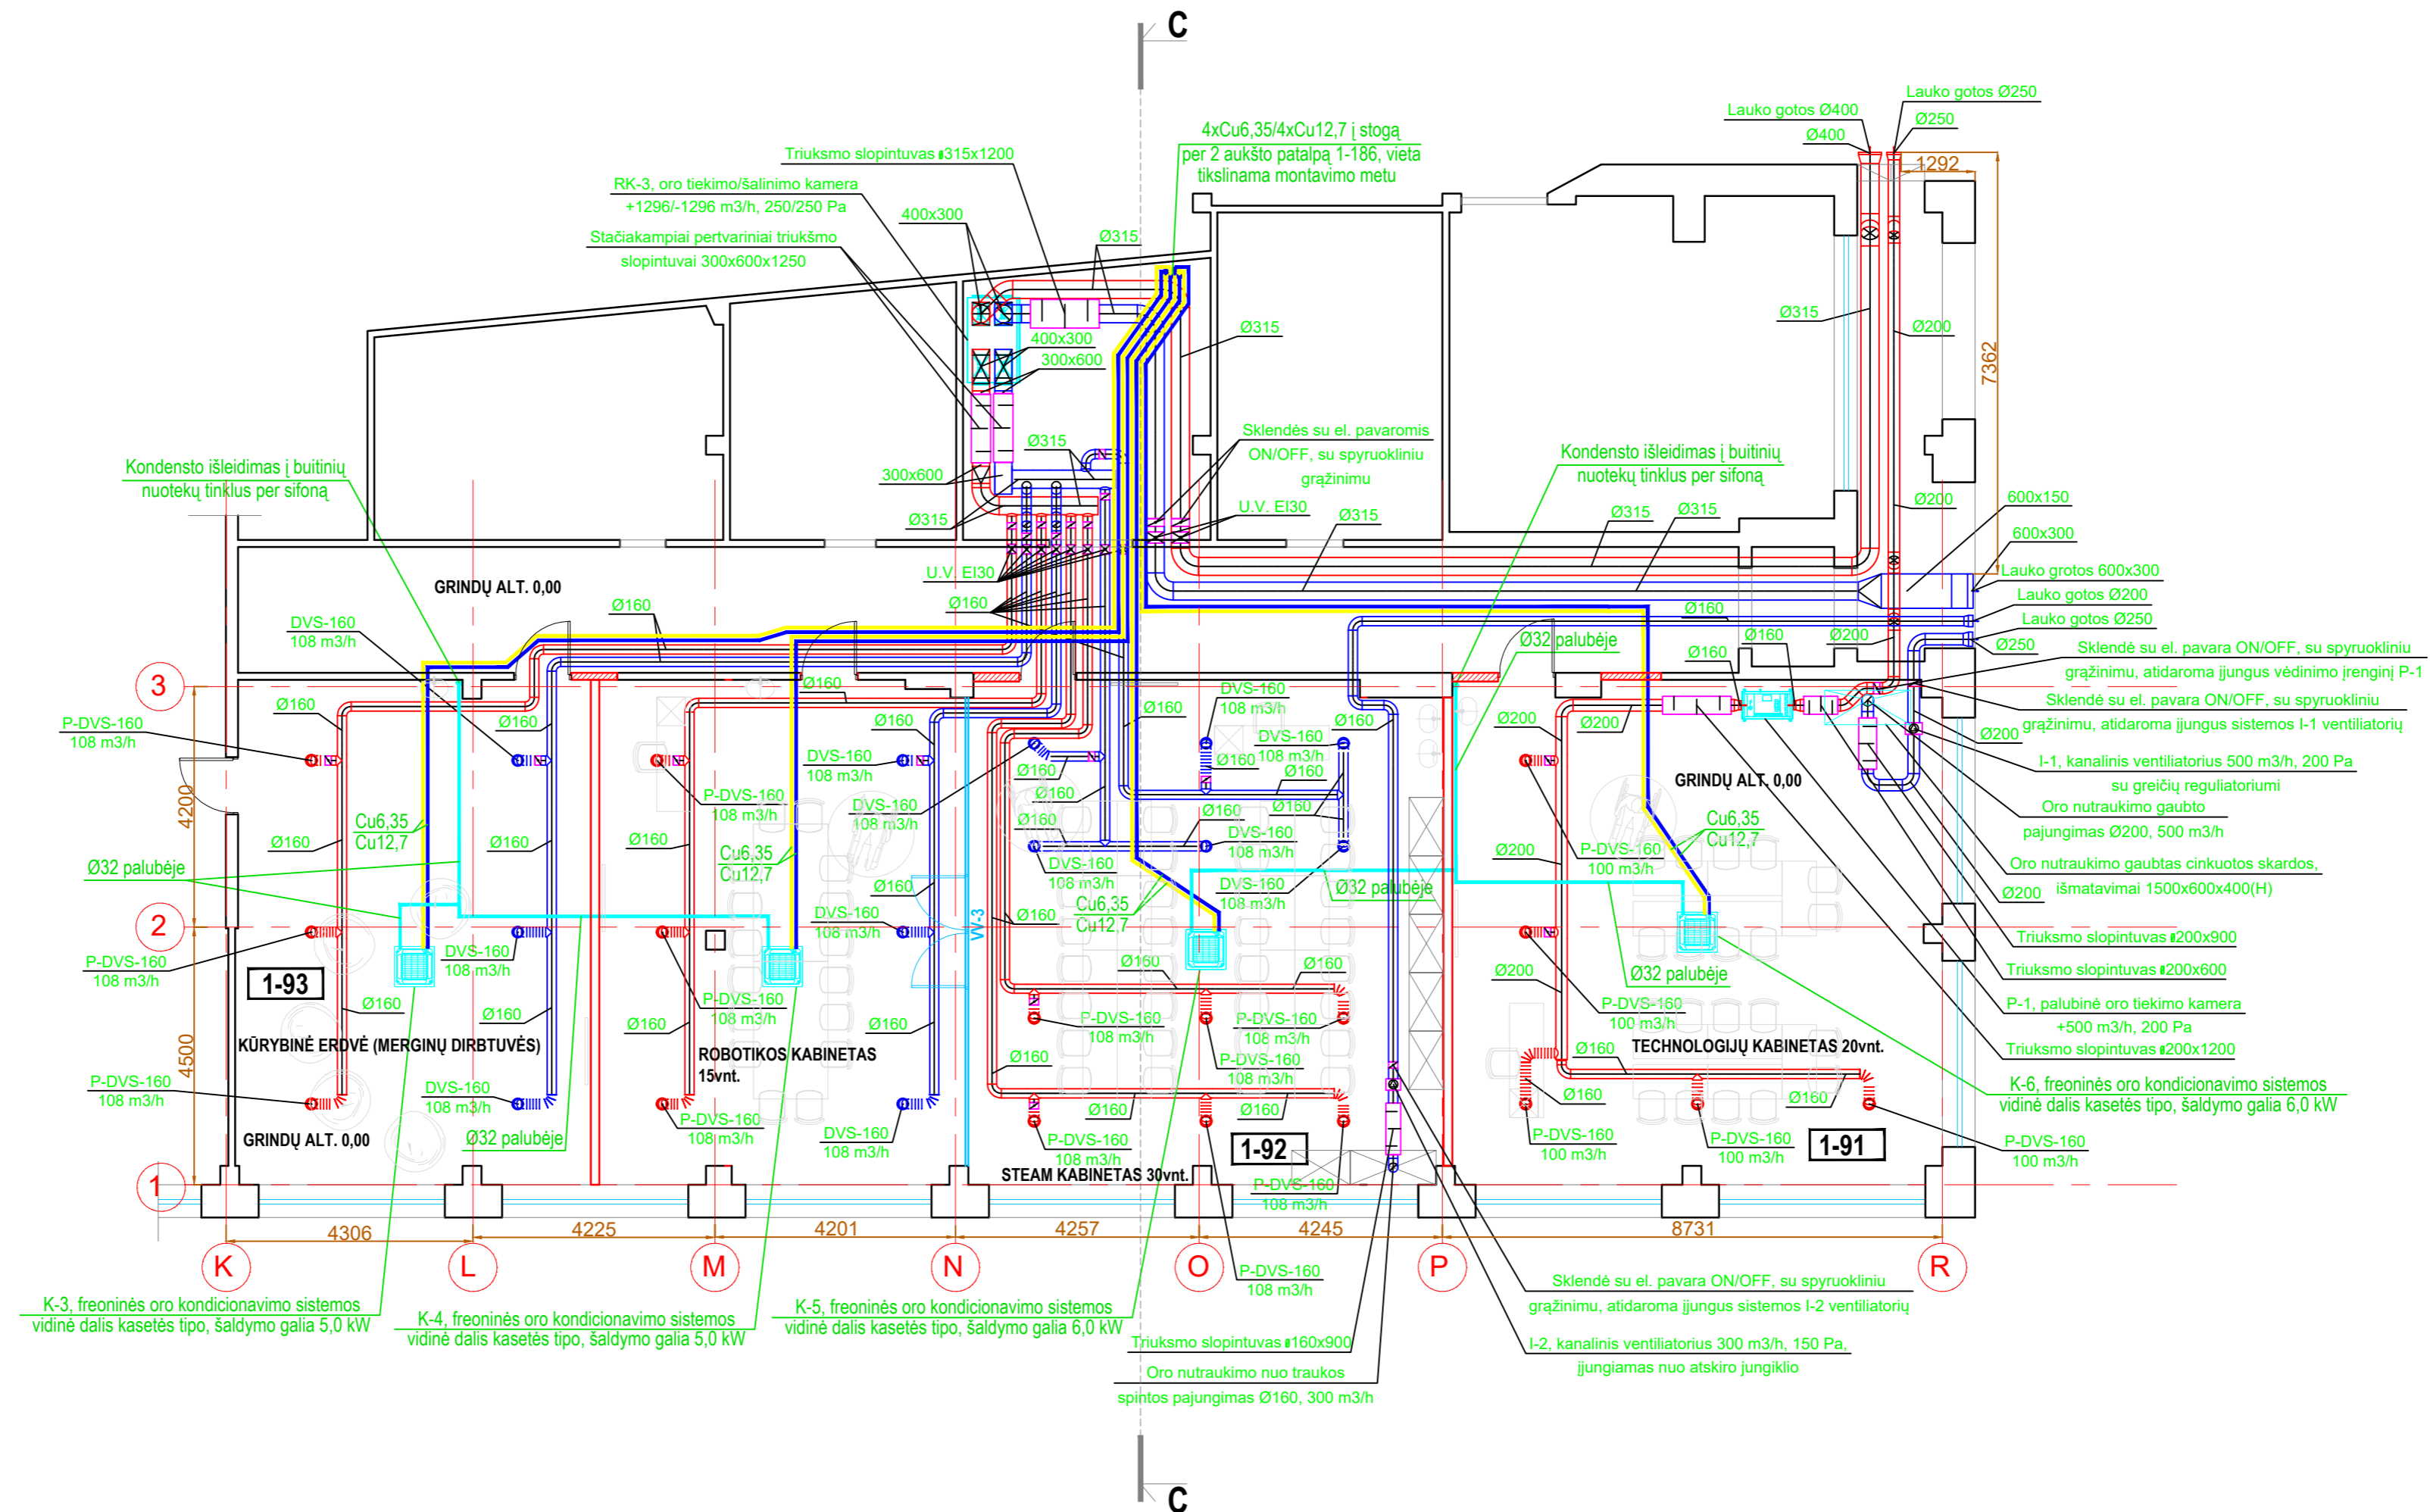 C
Lauko gotos Ø250
Lauko gotos Ø400
Ø250
Ø400
1292
4xCu6,35/4xCu12,7 į stogą
per 2 aukšto patalpą 1-186, vieta
tikslinama montavimo metu
Triuksmo slopintuvas ø315x1200
RK-3, oro tiekimo/šalinimo kamera
+1296/-1296 m3/h, 250/250 Pa
400x300
Stačiakampiai pertvariniai triukšmo
slopintuvai 300x600x1250
Ø315
Ø315
Ø315
Ø200
400x300
300x600
7362
Sklendės su el. pavaromis
ON/OFF, su spyruokliniu
grąžinimu
Ø315
Kondensto išleidimas į buitinių
nuotekų tinklus per sifoną
Kondensto išleidimas į buitinių
nuotekų tinklus per sifoną
300x600
Ø315
U.V. EI30
Ø315
Ø315
Ø315
Ø200
600x150
600x300
U.V. EI30
GRINDŲ ALT. 0,00
Lauko grotos 600x300
Lauko gotos Ø200
Lauko gotos Ø250
Ø160
Ø160
Ø160
DVS-160
108 m3/h
Ø32 palubėje
Ø160
Ø200
Ø250
Sklendė su el. pavara ON/OFF, su spyruokliniu
grąžinimu, atidaroma įjungus vėdinimo įrenginį P-1
Ø160
3
Ø160
Ø160
Sklendė su el. pavara ON/OFF, su spyruokliniu
grąžinimu, atidaroma įjungus sistemos I-1 ventiliatorių
P-DVS-160
108 m3/h
Ø160
Ø160
Ø160
DVS-160
108 m3/h
Ø160
DVS-160
108 m3/h
Ø160
Ø200
Ø200
Ø200
I-1, kanalinis ventiliatorius 500 m3/h, 200 Pa
su greičių reguliatoriumi
DVS-160
108 m3/h
Ø160
Ø160
Ø160
GRINDŲ ALT. 0,00
P-DVS-160
108 m3/h
DVS-160
108 m3/h
Ø160
Ø160
Oro nutraukimo gaubto
pajungimas Ø200, 500 m3/h
4200
Cu6,35
Cu12,7
Ø160
Ø160
Ø160
Cu6,35
Cu12,7
Ø160
Ø160
DVS-160
108 m3/h
Cu6,35
Cu12,7
Ø200
P-DVS-160
100 m3/h
Ø32 palubėje
DVS-160
108 m3/h
DVS-160
108 m3/h
Ø32 palubėje
Oro nutraukimo gaubtas cinkuotos skardos,
išmatavimai 1500x600x400(H)
Ø200
Ø160
Cu6,35
Cu12,7
2
DVS-160
108 m3/h
VV-3
Ø160
Triuksmo slopintuvas ø200x900
P-DVS-160
108 m3/h
DVS-160
108 m3/h
Ø160
Ø160
Ø200
Ø32 palubėje
Triuksmo slopintuvas ø200x600
1-93
Ø160
Ø160
Ø160
P-DVS-160
108 m3/h
Ø160
P-DVS-160
108 m3/h
P-DVS-160
108 m3/h
P-DVS-160
100 m3/h
P-1, palubinė oro tiekimo kamera
+500 m3/h, 200 Pa
Triuksmo slopintuvas ø200x1200
4500
KŪRYBINĖ ERDVĖ (MERGINŲ DIRBTUVĖS)
ROBOTIKOS KABINETAS
15vnt.
Ø160
P-DVS-160
108 m3/h
Ø160
TECHNOLOGIJŲ KABINETAS 20vnt.
P-DVS-160
108 m3/h
DVS-160
108 m3/h
Ø160
Ø160
Ø160
Ø160
K-6, freoninės oro kondicionavimo sistemos
vidinė dalis kasetės tipo, šaldymo galia 6,0 kW
GRINDŲ ALT. 0,00
Ø32 palubėje
P-DVS-160
108 m3/h
DVS-160
108 m3/h
P-DVS-160
108 m3/h
1-92
P-DVS-160
100 m3/h
P-DVS-160
100 m3/h
1-91
P-DVS-160
100 m3/h
STEAM KABINETAS 30vnt.
P-DVS-160
108 m3/h
1
4306
4225
4201
4257
4245
8731
K
L
M
N
O
P
R
P-DVS-160
108 m3/h
Sklendė su el. pavara ON/OFF, su spyruokliniu
grąžinimu, atidaroma įjungus sistemos I-2 ventiliatorių
K-3, freoninės oro kondicionavimo sistemos
vidinė dalis kasetės tipo, šaldymo galia 5,0 kW
K-4, freoninės oro kondicionavimo sistemos
vidinė dalis kasetės tipo, šaldymo galia 5,0 kW
K-5, freoninės oro kondicionavimo sistemos
vidinė dalis kasetės tipo, šaldymo galia 6,0 kW
Triuksmo slopintuvas ø160x900
I-2, kanalinis ventiliatorius 300 m3/h, 150 Pa,
įjungiamas nuo atskiro jungiklio
Oro nutraukimo nuo traukos
spintos pajungimas Ø160, 300 m3/h
C